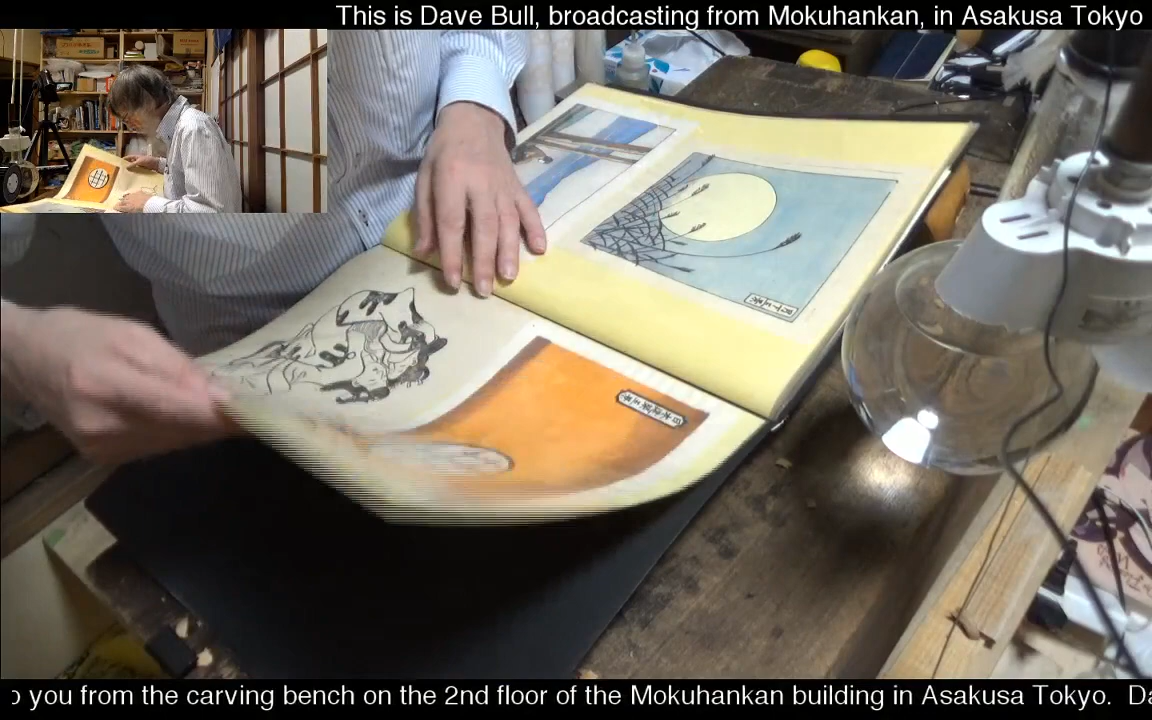 This is Dave Bull, broadcasting from Mokuhankan, in Asakusa Tokyo
you from the carving bench on the 2nd floor of the Mokuhankan building in Asakusa Tokyo.